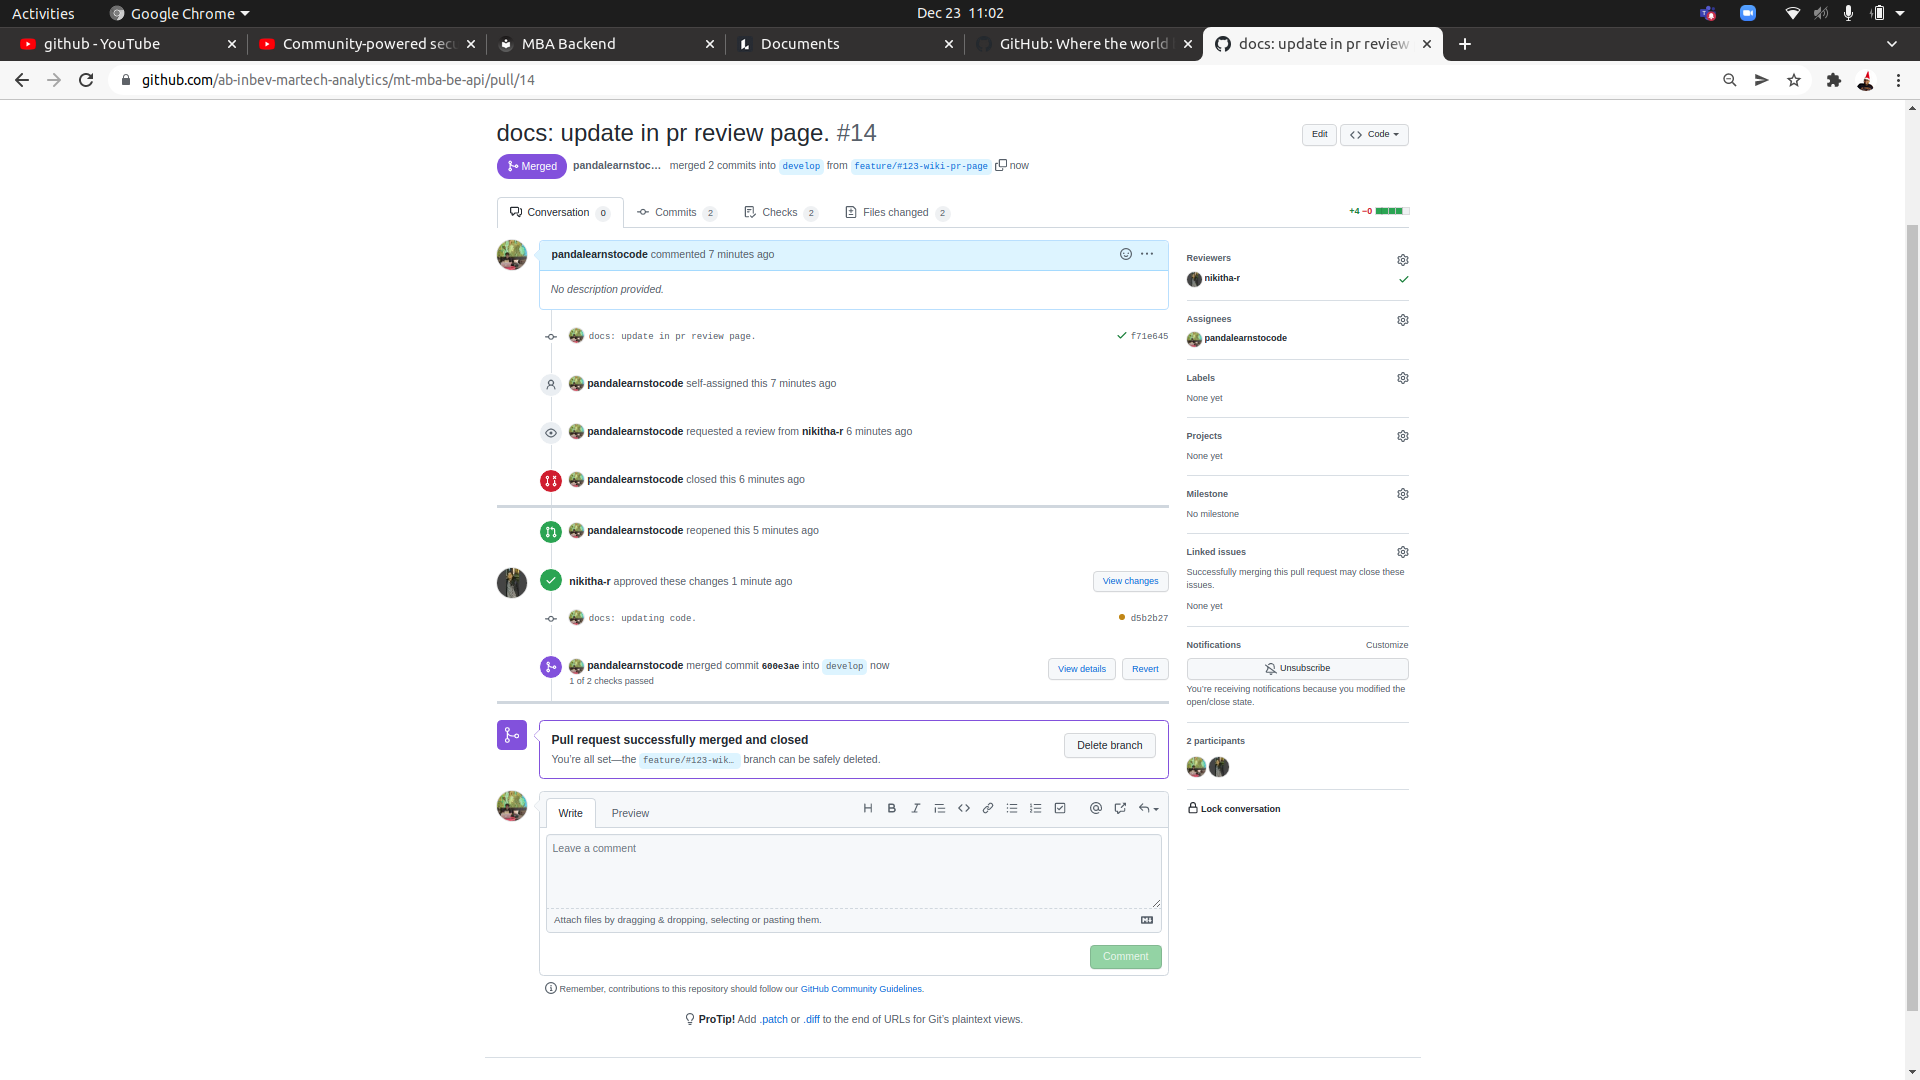 Activities Google Chrome Dec 23 11:02
github - YouTube Community-powered sec MBA Backend Documents GitHub: Where the world docs: update in pr review
github.com/ab-inbev-martech-analytics/mt-mba-be-api/pull/14
docs: update in pr review page. #14
Edit Code
Merged pandalearnstoc… merged 2 commits into develop from feature/#123-wiki-pr-page now
Conversation 0 Commits 2 Checks 2 Files changed 2 +4 −0
pandalearnstocode commented 7 minutes ago
No description provided.
docs: update in pr review page. f71e645
pandalearnstocode self-assigned this 7 minutes ago
pandalearnstocode requested a review from nikitha-r 6 minutes ago
pandalearnstocode closed this 6 minutes ago
pandalearnstocode reopened this 5 minutes ago
nikitha-r approved these changes 1 minute ago View changes
docs: updating code. d5b2b27
pandalearnstocode merged commit 600e3ae into develop now View details Revert
1 of 2 checks passed
Pull request successfully merged and closed
You're all set—the feature/#123-wik… branch can be safely deleted.
Delete branch
Write Preview
Leave a comment
Attach files by dragging & dropping, selecting or pasting them.
Comment
Remember, contributions to this repository should follow our GitHub Community Guidelines.
ProTip! Add .patch or .diff to the end of URLs for Git's plaintext views.
Reviewers
nikitha-r
Assignees
pandalearnstocode
Labels
None yet
Projects
None yet
Milestone
No milestone
Linked issues
Successfully merging this pull request may close these
issues.
None yet
Notifications Customize
Unsubscribe
You're receiving notifications because you modified the
open/close state.
2 participants
Lock conversation